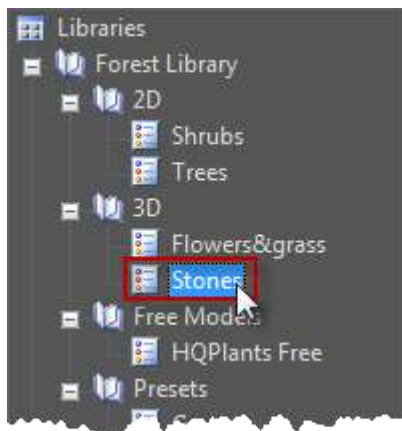 Libraries
Forest Library
2D
Shrubs
Trees
3D
Flowers&grass
Stones
Free Models
HQPlants Free
Presets